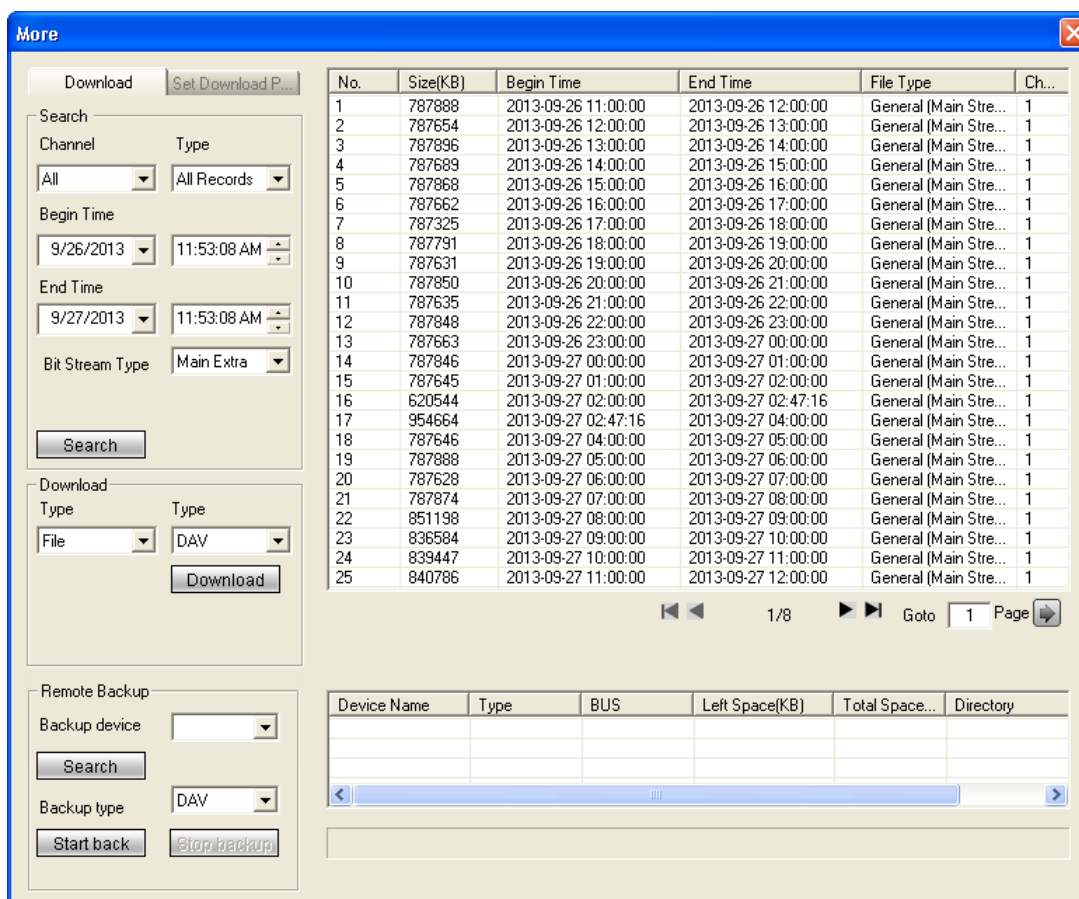 More
Download Set Download P...
Search
Channel Type
All All Records
Begin Time
9/26/2013 11:53:08 AM
End Time
9/27/2013 11:53:08 AM
Bit Stream Type Main Extra
Search
Download
Type Type
File DAV
Download
Remote Backup
Backup device
Search
Backup type DAV
Start back Stop backup
No. Size(KB) Begin Time End Time File Type Ch...
1 787888 2013-09-26 11:00:00 2013-09-26 12:00:00 General (Main Stre... 1
2 787654 2013-09-26 12:00:00 2013-09-26 13:00:00 General (Main Stre... 1
3 787896 2013-09-26 13:00:00 2013-09-26 14:00:00 General (Main Stre... 1
4 787689 2013-09-26 14:00:00 2013-09-26 15:00:00 General (Main Stre... 1
5 787868 2013-09-26 15:00:00 2013-09-26 16:00:00 General (Main Stre... 1
6 787662 2013-09-26 16:00:00 2013-09-26 17:00:00 General (Main Stre... 1
7 787325 2013-09-26 17:00:00 2013-09-26 18:00:00 General (Main Stre... 1
8 787791 2013-09-26 18:00:00 2013-09-26 19:00:00 General (Main Stre... 1
9 787631 2013-09-26 19:00:00 2013-09-26 20:00:00 General (Main Stre... 1
10 787850 2013-09-26 20:00:00 2013-09-26 21:00:00 General (Main Stre... 1
11 787635 2013-09-26 21:00:00 2013-09-26 22:00:00 General (Main Stre... 1
12 787848 2013-09-26 22:00:00 2013-09-26 23:00:00 General (Main Stre... 1
13 787663 2013-09-26 23:00:00 2013-09-27 00:00:00 General (Main Stre... 1
14 787846 2013-09-27 00:00:00 2013-09-27 01:00:00 General (Main Stre... 1
15 787645 2013-09-27 01:00:00 2013-09-27 02:00:00 General (Main Stre... 1
16 620544 2013-09-27 02:00:00 2013-09-27 02:47:16 General (Main Stre... 1
17 954664 2013-09-27 02:47:16 2013-09-27 04:00:00 General (Main Stre... 1
18 787646 2013-09-27 04:00:00 2013-09-27 05:00:00 General (Main Stre... 1
19 787888 2013-09-27 05:00:00 2013-09-27 06:00:00 General (Main Stre... 1
20 787628 2013-09-27 06:00:00 2013-09-27 07:00:00 General (Main Stre... 1
21 787874 2013-09-27 07:00:00 2013-09-27 08:00:00 General (Main Stre... 1
22 851198 2013-09-27 08:00:00 2013-09-27 09:00:00 General (Main Stre... 1
23 836584 2013-09-27 09:00:00 2013-09-27 10:00:00 General (Main Stre... 1
24 839447 2013-09-27 10:00:00 2013-09-27 11:00:00 General (Main Stre... 1
25 840786 2013-09-27 11:00:00 2013-09-27 12:00:00 General (Main Stre... 1
1/8 Goto 1 Page
Device Name Type BUS Left Space(KB) Total Space... Directory